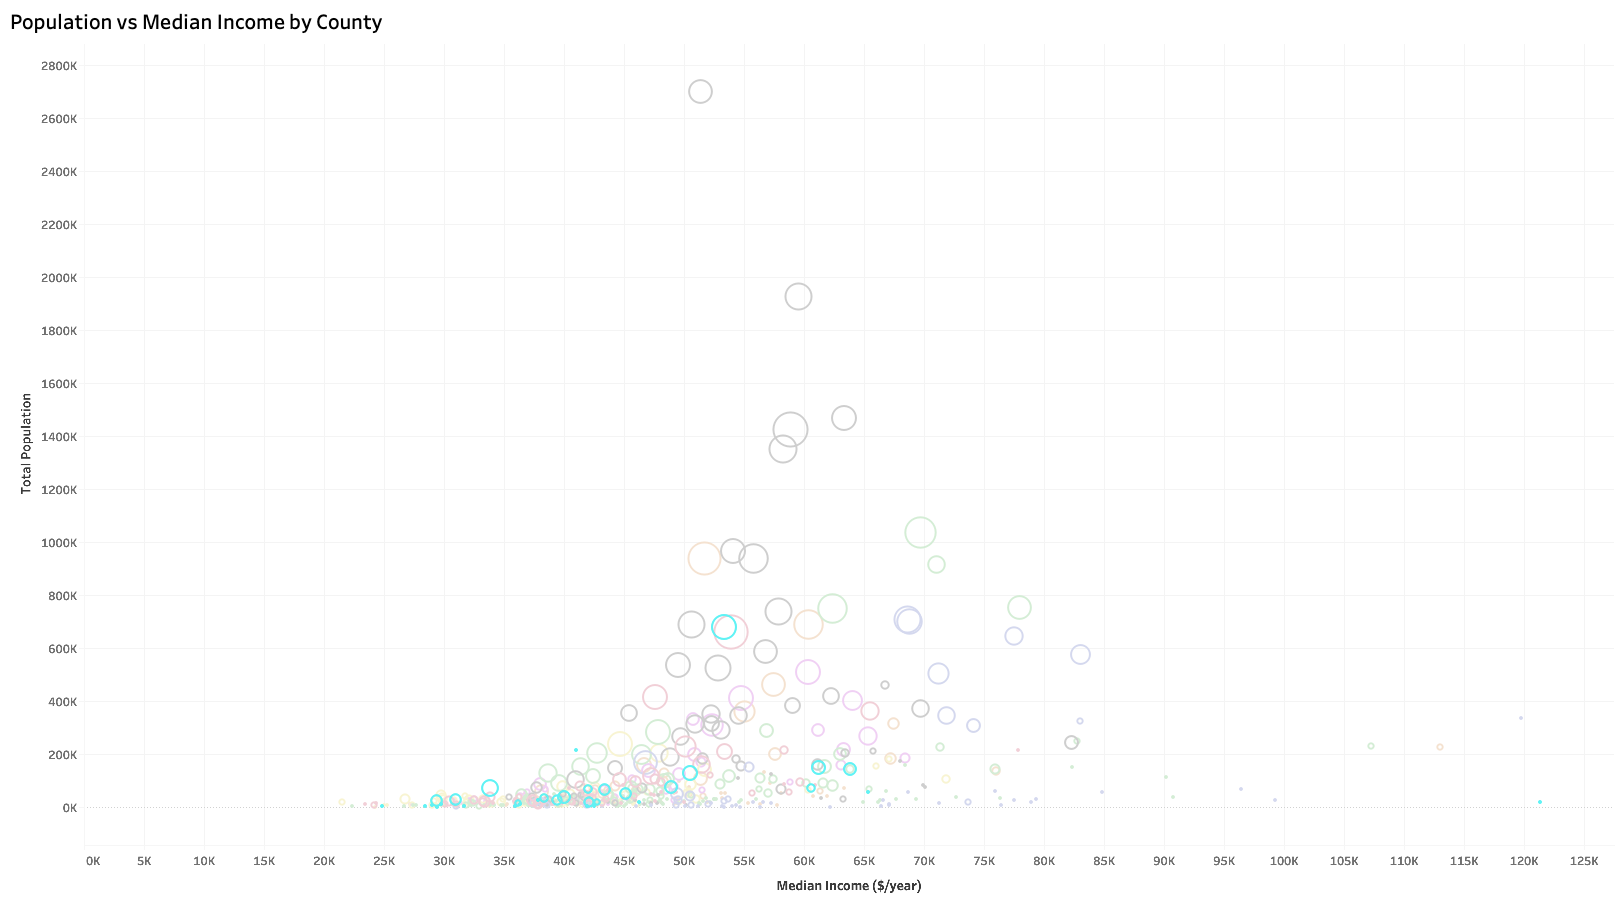 Population vs Median Income by County
2800K
2600K
2400K
2200K
2000K
1800K
1600K
1400K
1200K
1000K
800K
600K
400K
200K
0K
Total Population
0K 5K 10K 15K 20K 25K 30K 35K 40K 45K 50K 55K 60K 65K 70K 75K 80K 85K 90K 95K 100K 105K 110K 115K 120K 125K
Median Income ($/year)